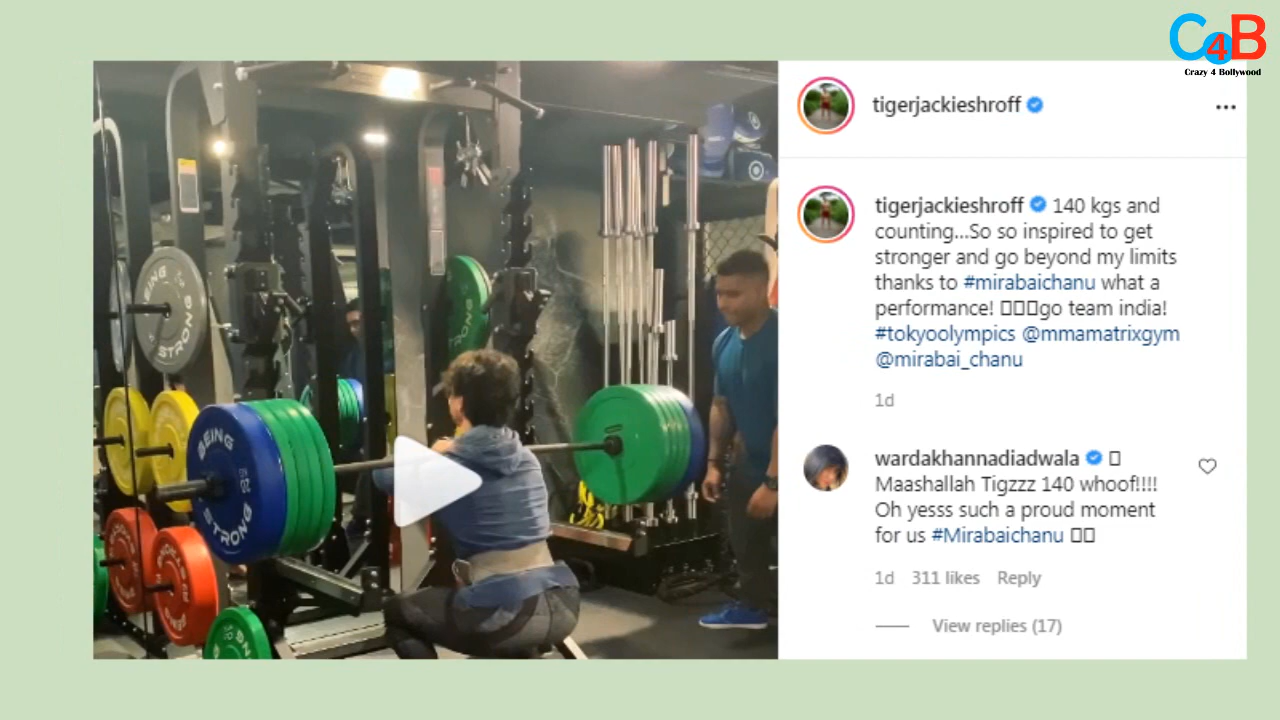 C4B
Crazy 4 Bollywood
tigerjackieshroff
tigerjackieshroff 140 kgs and
counting...So so inspired to get
stronger and go beyond my limits
thanks to #mirabaichanu what a
performance! go team india!
#tokyoolympics @mmamatrixgym
@mirabai_chanu
1d
wardakhannadiadwala
Maashallah Tigzzz 140 whoof!!!!
Oh yesss such a proud moment
for us #Mirabaichanu
1d 311 likes Reply
View replies (17)
BEING
STRONG
BEING
STRONG